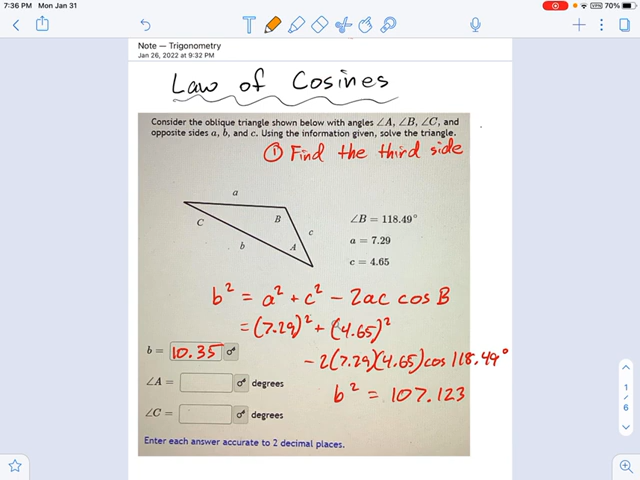 7:36 PM Mon Jan 31
VPN 70%
T
Note — Trigonometry
Jan 26, 2022 at 9:32 PM
Law of Cosines
Consider the oblique triangle shown below with angles ∠A, ∠B, ∠C, and
opposite sides a, b, and c. Using the information given, solve the triangle.
① Find the third side
a
C
B
c
b
A
∠B = 118.49°
a = 7.29
c = 4.65
b² = a² + c² − 2ac cos B
= (7.29)² + (4.65)²
− 2(7.29)(4.65) cos 118.49°
b² = 107.123
b = 10.35
∠A = degrees
∠C = degrees
Enter each answer accurate to 2 decimal places.
1
/
6